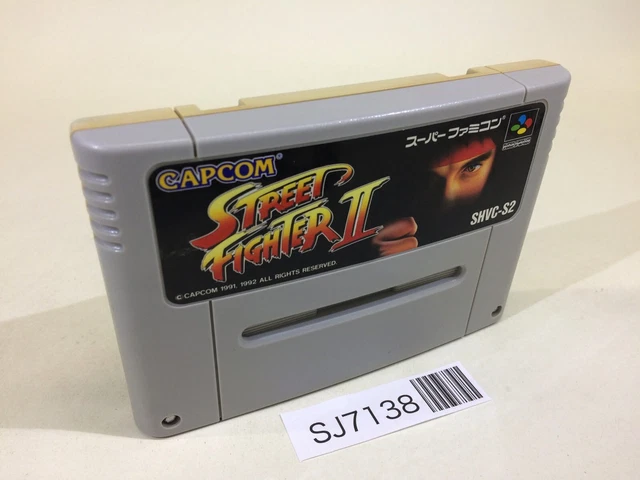 CAPCOM®
スーパー ファミコン®
STREET
FIGHTER II
SHVC-S2
© CAPCOM 1991, 1992 ALL RIGHTS RESERVED.
SJ7138